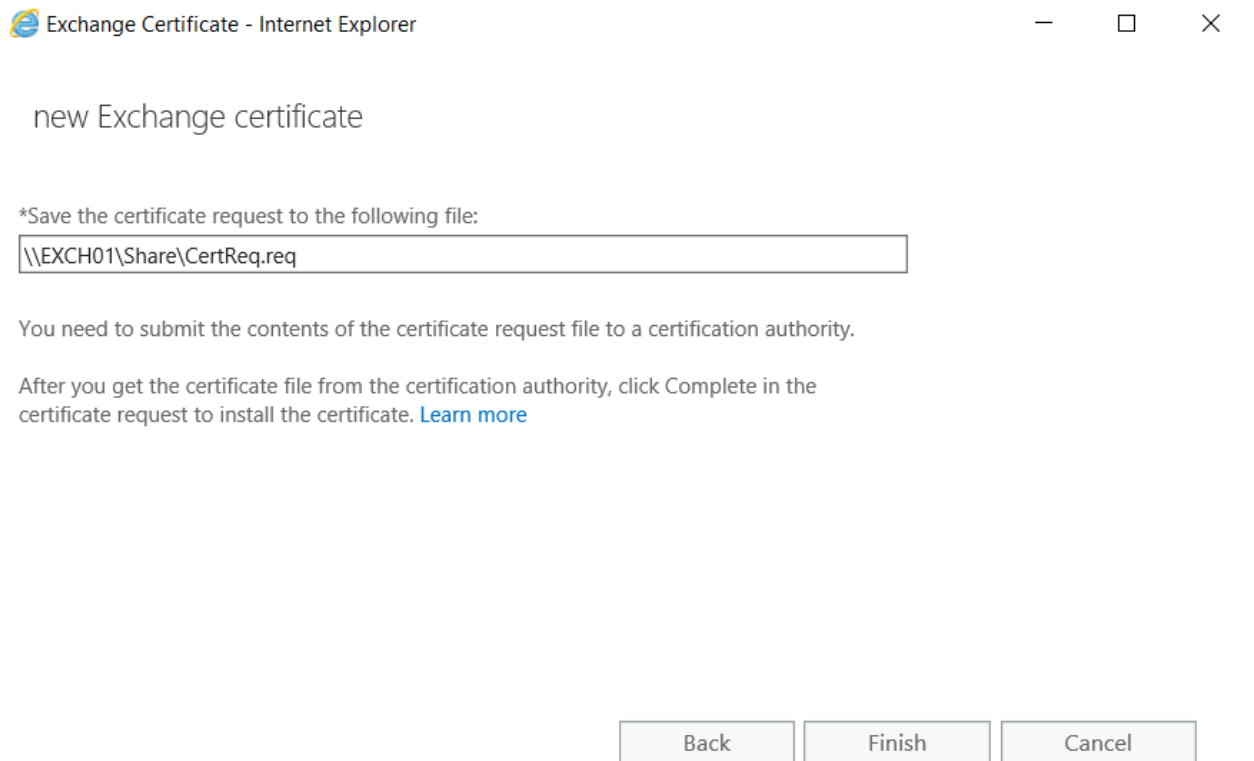 Exchange Certificate - Internet Explorer
new Exchange certificate
*Save the certificate request to the following file:
\\EXCH01\Share\CertReq.req
You need to submit the contents of the certificate request file to a certification authority.
After you get the certificate file from the certification authority, click Complete in the
certificate request to install the certificate. Learn more
Back Finish Cancel